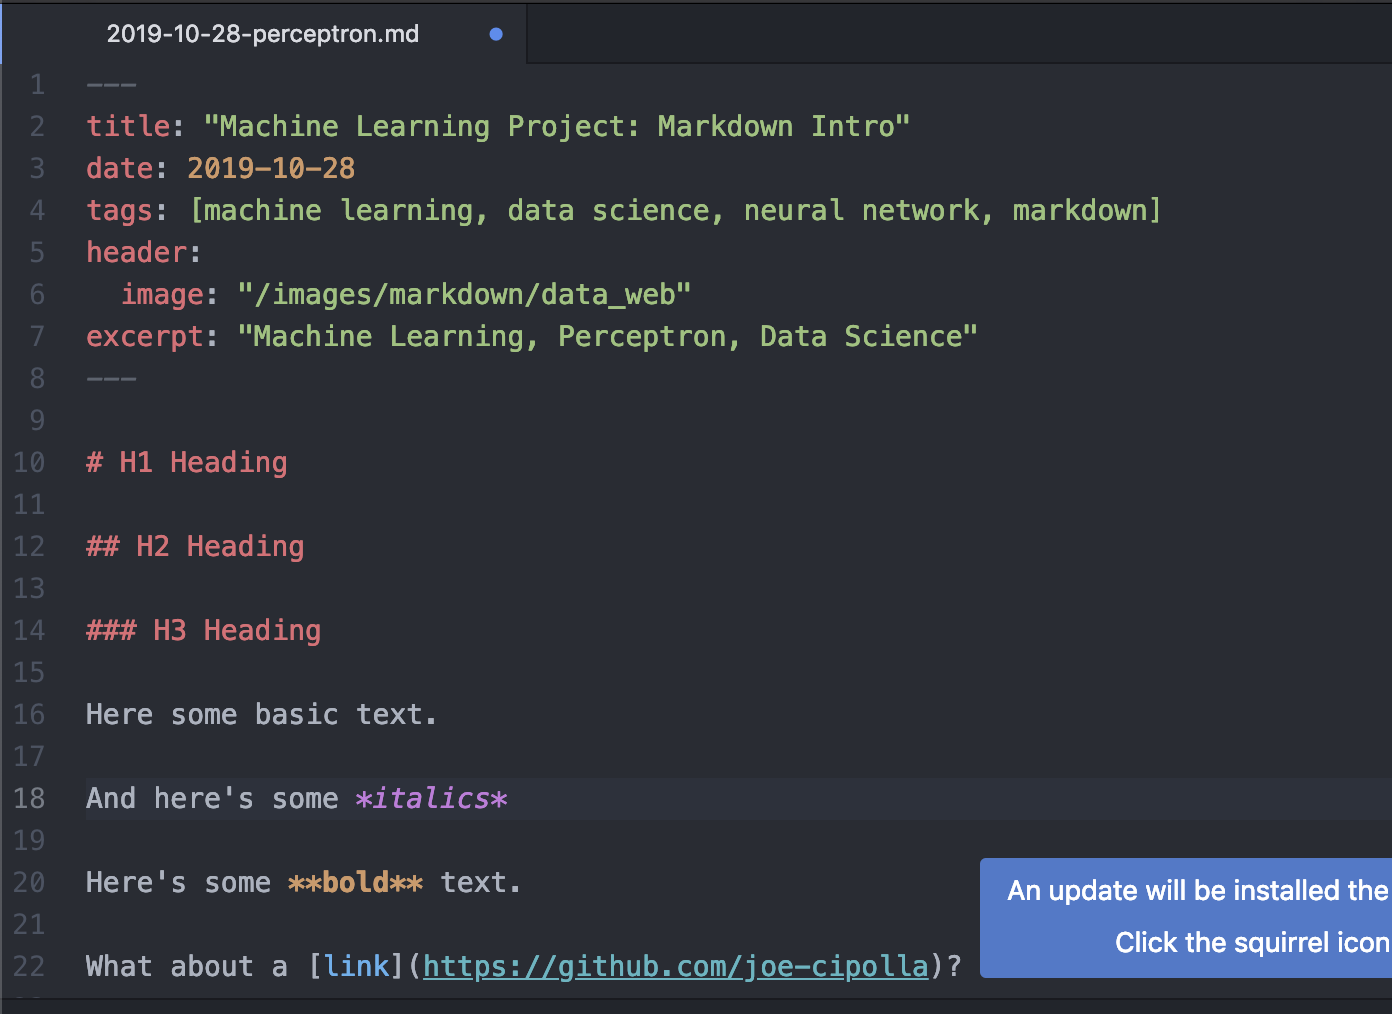 2019-10-28-perceptron.md
1 ---
2 title: "Machine Learning Project: Markdown Intro"
3 date: 2019-10-28
4 tags: [machine learning, data science, neural network, markdown]
5 header:
6   image: "/images/markdown/data_web"
7 excerpt: "Machine Learning, Perceptron, Data Science"
8 ---
9
10 # H1 Heading
11
12 ## H2 Heading
13
14 ### H3 Heading
15
16 Here some basic text.
17
18 And here's some *italics*
19
20 Here's some **bold** text.
21
22 What about a [link](https://github.com/joe-cipolla)?
An update will be installed the
Click the squirrel icon